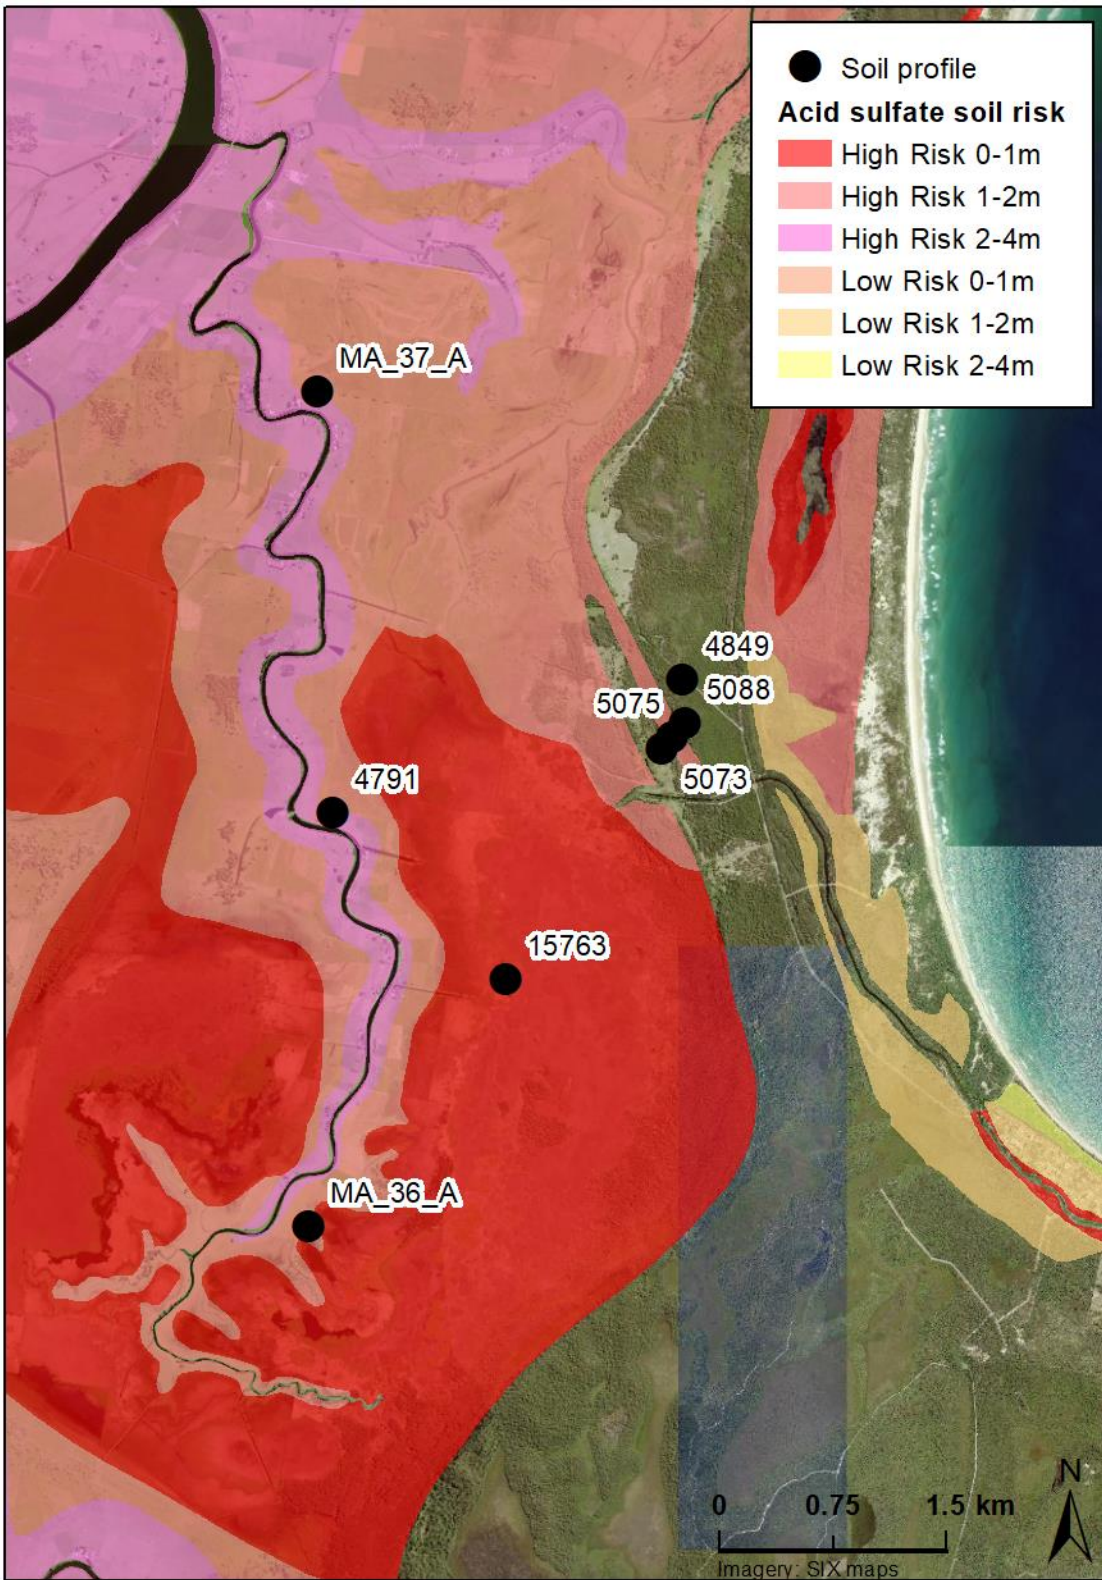 Soil profile
Acid sulfate soil risk
High Risk 0-1m
High Risk 1-2m
High Risk 2-4m
Low Risk 0-1m
Low Risk 1-2m
Low Risk 2-4m
MA_37_A
4849
5088
5075
5073
4791
15763
MA_36_A
N
0 0.75 1.5 km
Imagery: SIX maps